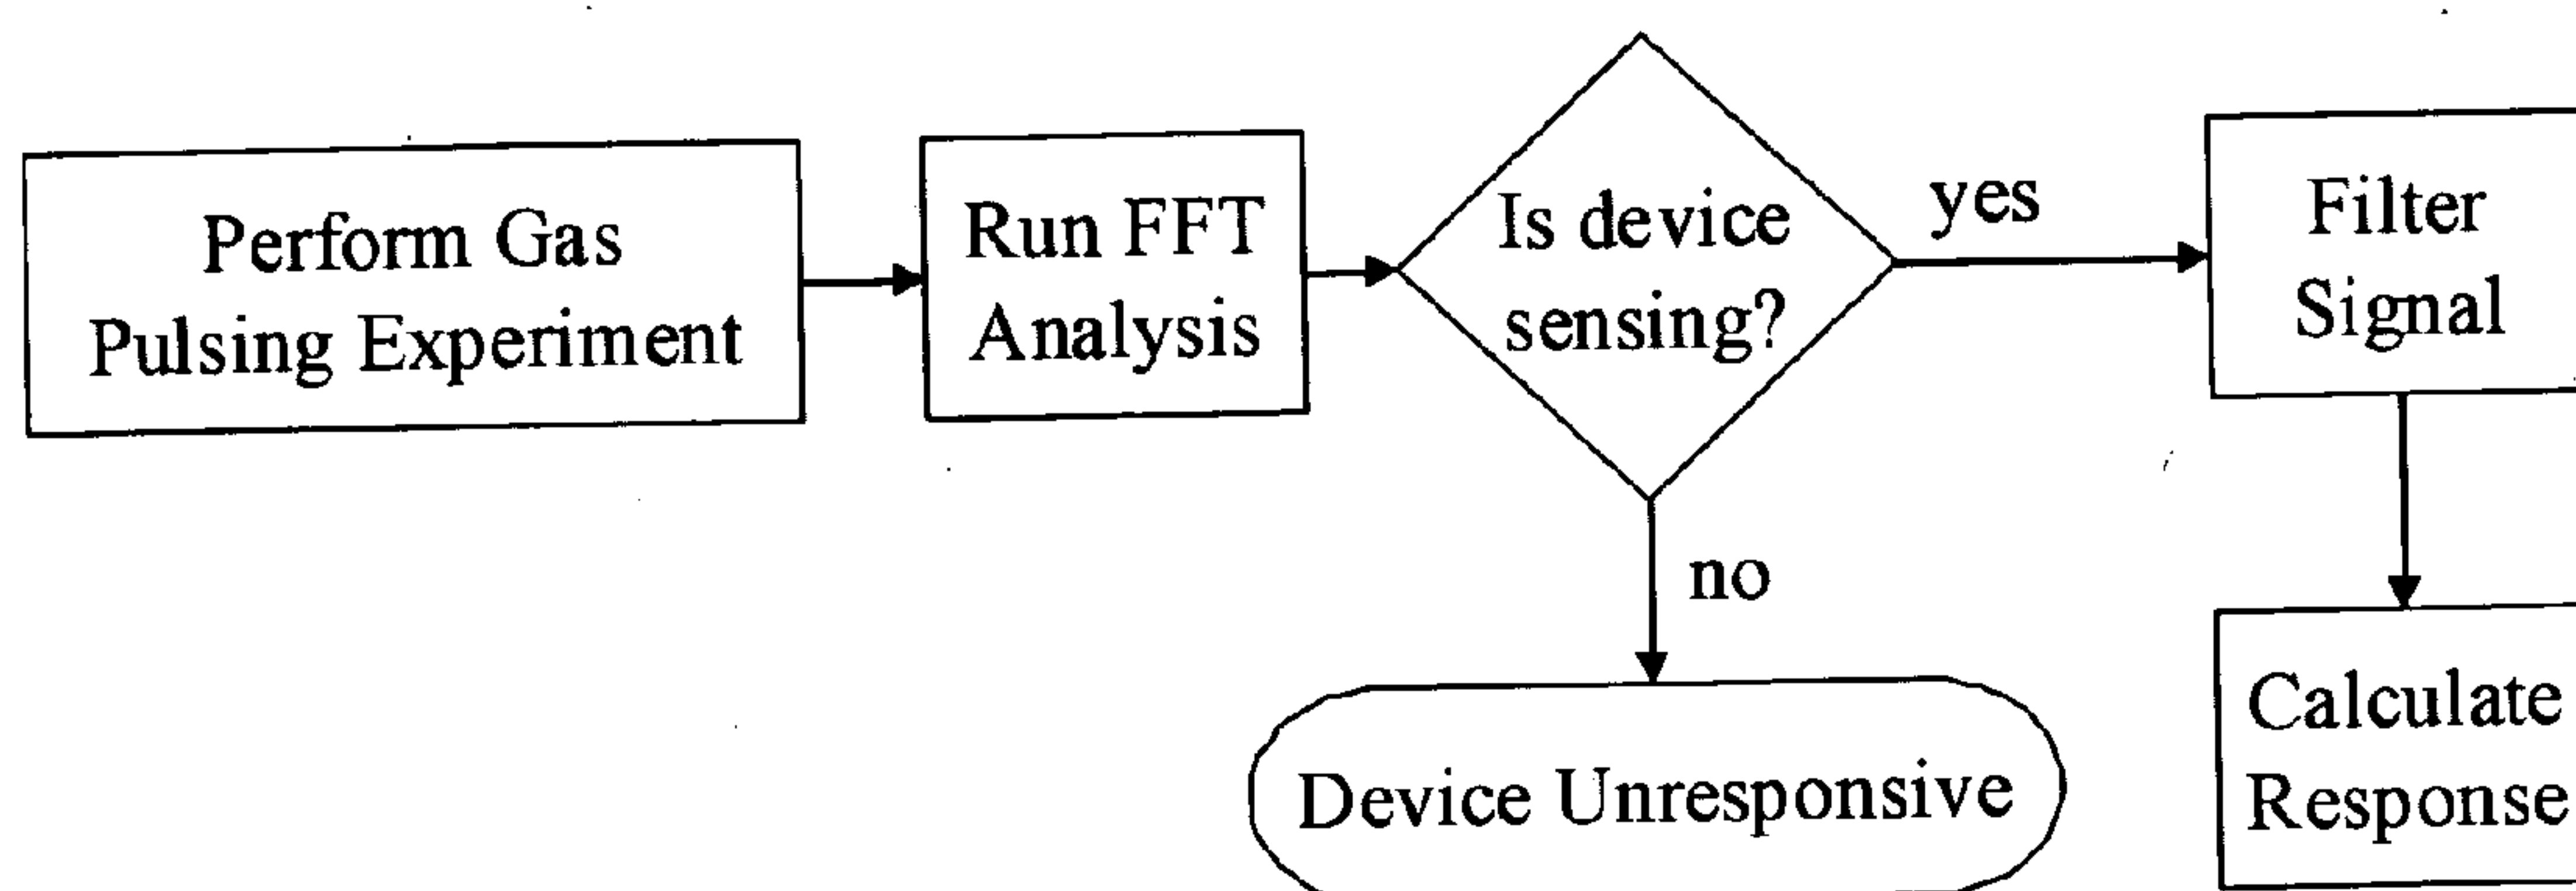 Perform Gas
Pulsing Experiment
Run FFT
Analysis
Is device
sensing?
yes
Filter
Signal
no
Device Unresponsive
Calculate
Response